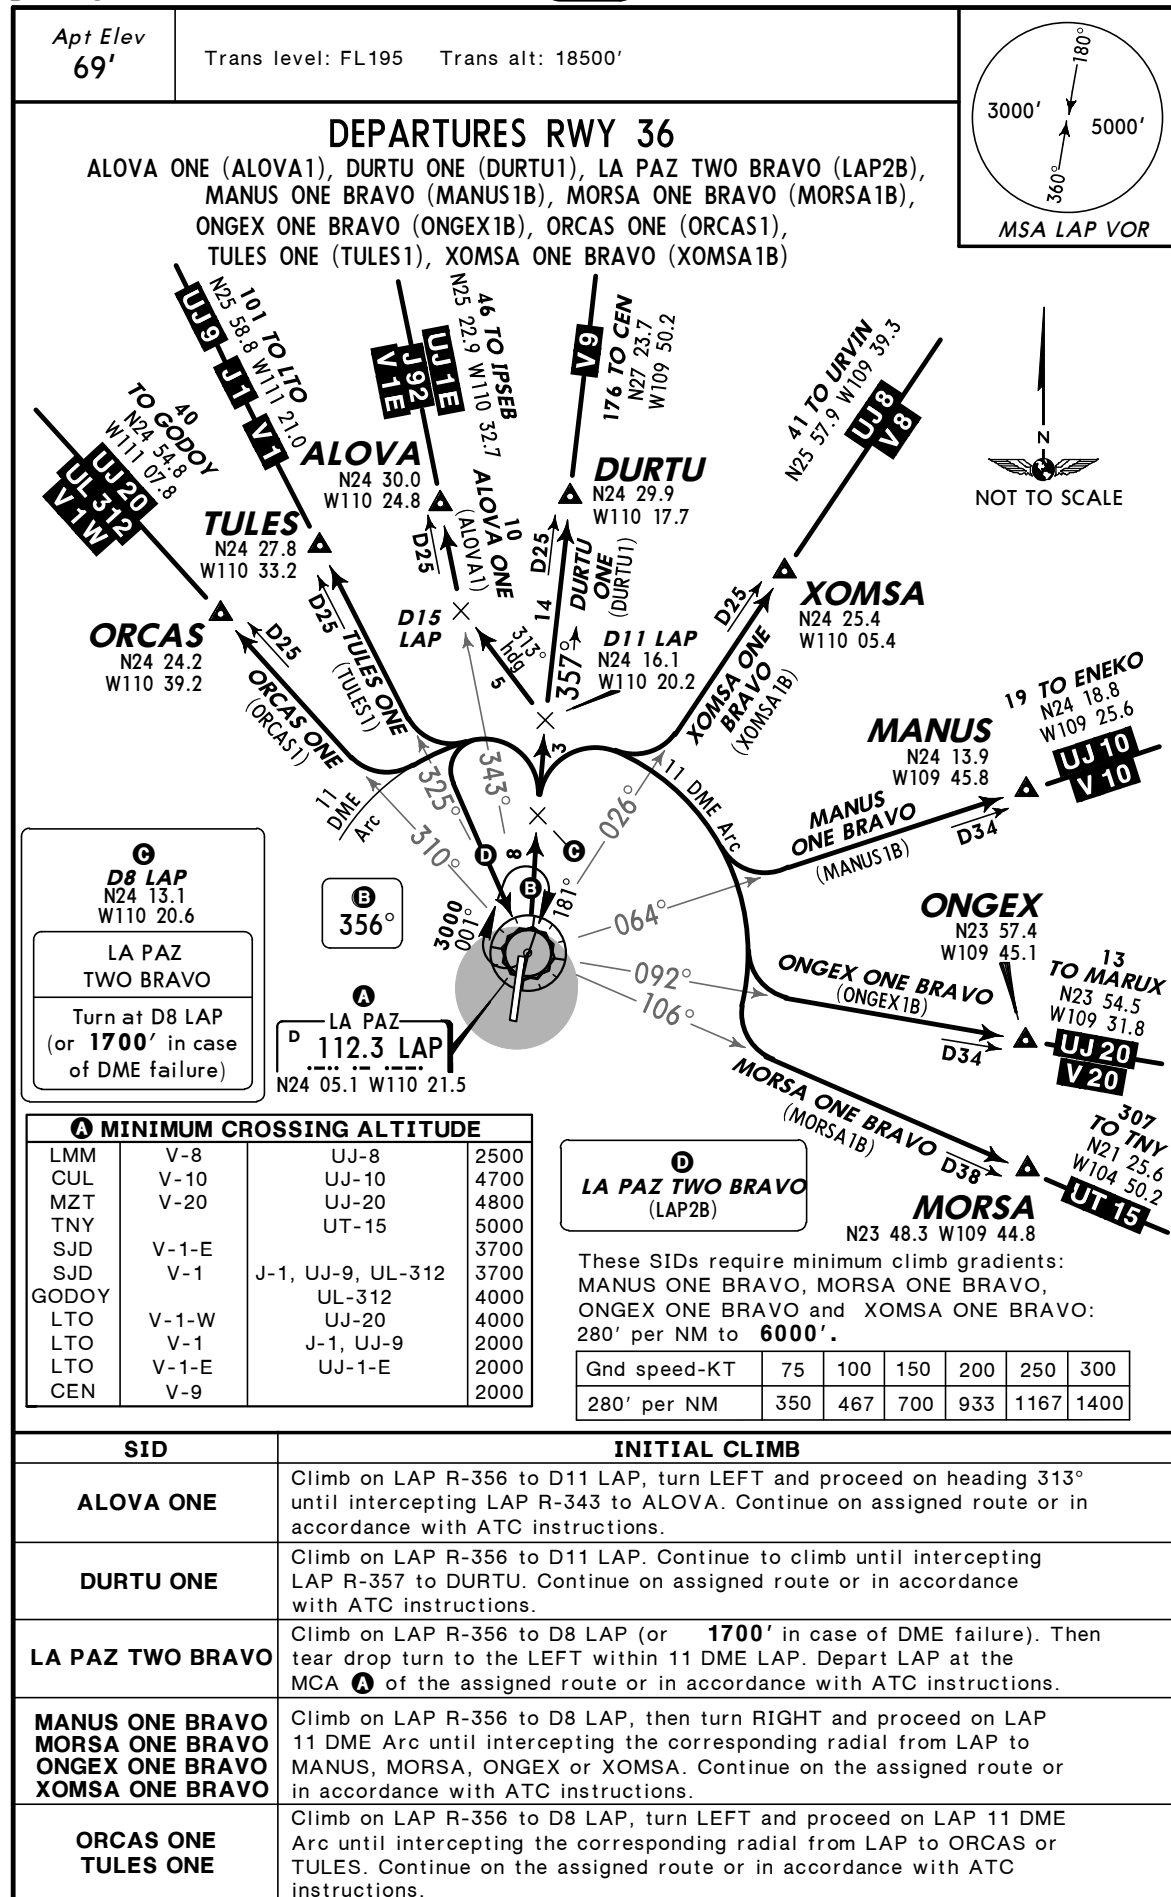 Apt Elev
69'
Trans level: FL195 Trans alt: 18500'
180°
3000'
5000'
360°
MSA LAP VOR
DEPARTURES RWY 36
ALOVA ONE (ALOVA1), DURTU ONE (DURTU1), LA PAZ TWO BRAVO (LAP2B),
MANUS ONE BRAVO (MANUS1B), MORSA ONE BRAVO (MORSA1B),
ONGEX ONE BRAVO (ONGEX1B), ORCAS ONE (ORCAS1),
TULES ONE (TULES1), XOMSA ONE BRAVO (XOMSA1B)
40
TO GODOY
N24 54.8
W111 07.8
UJ 20
UL 312
V 1W
101 TO LTO
N25 58.8 W111 21.0
UJ 9
J 1
V 1
46 TO IPSEB
N25 22.9 W110 32.7
UJ 1E
J 92
V 1E
176 TO CEN
N27 23.7
W109 50.2
V 9
41 TO URVIN
N25 57.9 W109 39.3
UJ 8
V 8
N
NOT TO SCALE
ALOVA
N24 30.0
W110 24.8
D25
10
ALOVA ONE
(ALOVA1)
DURTU
N24 29.9
W110 17.7
D25
14
DURTU
ONE
(DURTU1)
357°
TULES
N24 27.8
W110 33.2
D25
TULES ONE
(TULES1)
ORCAS
N24 24.2
W110 39.2
D25
ORCAS ONE
(ORCAS1)
D15
LAP
313°
hdg
5
D11 LAP
N24 16.1
W110 20.2
3
XOMSA
N24 25.4
W110 05.4
D25
XOMSA ONE
BRAVO
(XOMSA1B)
19 TO ENEKO
N24 18.8
W109 25.6
UJ 10
V 10
MANUS
N24 13.9
W109 45.8
D34
MANUS
ONE BRAVO
(MANUS1B)
11
DME
Arc
11 DME Arc
325°
343°
310°
026°
064°
092°
106°
D
8
C
B
181°
3000
001°
C
D8 LAP
N24 13.1
W110 20.6
LA PAZ
TWO BRAVO
Turn at D8 LAP
(or 1700' in case
of DME failure)
B
356°
A
LA PAZ
D 112.3 LAP
N24 05.1 W110 21.5
ONGEX
N23 57.4
W109 45.1
D34
ONGEX ONE BRAVO
(ONGEX1B)
13
TO MARUX
N23 54.5
W109 31.8
UJ 20
V 20
MORSA ONE BRAVO
(MORSA1B)
D38
MORSA
N23 48.3 W109 44.8
307
TO TNY
N21 25.6
W104 50.2
UT 15
A MINIMUM CROSSING ALTITUDE
LMM V-8 UJ-8 2500
CUL V-10 UJ-10 4700
MZT V-20 UJ-20 4800
TNY UT-15 5000
SJD V-1-E 3700
SJD V-1 J-1, UJ-9, UL-312 3700
GODOY UL-312 4000
LTO V-1-W UJ-20 4000
LTO V-1 J-1, UJ-9 2000
LTO V-1-E UJ-1-E 2000
CEN V-9 2000
D
LA PAZ TWO BRAVO
(LAP2B)
These SIDs require minimum climb gradients:
MANUS ONE BRAVO, MORSA ONE BRAVO,
ONGEX ONE BRAVO and XOMSA ONE BRAVO:
280' per NM to 6000'.
Gnd speed-KT 75 100 150 200 250 300
280' per NM 350 467 700 933 1167 1400
SID INITIAL CLIMB
ALOVA ONE
Climb on LAP R-356 to D11 LAP, turn LEFT and proceed on heading 313°
until intercepting LAP R-343 to ALOVA. Continue on assigned route or in
accordance with ATC instructions.
DURTU ONE
Climb on LAP R-356 to D11 LAP. Continue to climb until intercepting
LAP R-357 to DURTU. Continue on assigned route or in accordance
with ATC instructions.
LA PAZ TWO BRAVO
Climb on LAP R-356 to D8 LAP (or 1700' in case of DME failure). Then
tear drop turn to the LEFT within 11 DME LAP. Depart LAP at the
MCA A of the assigned route or in accordance with ATC instructions.
MANUS ONE BRAVO
MORSA ONE BRAVO
ONGEX ONE BRAVO
XOMSA ONE BRAVO
Climb on LAP R-356 to D8 LAP, then turn RIGHT and proceed on LAP
11 DME Arc until intercepting the corresponding radial from LAP to
MANUS, MORSA, ONGEX or XOMSA. Continue on the assigned route or
in accordance with ATC instructions.
ORCAS ONE
TULES ONE
Climb on LAP R-356 to D8 LAP, turn LEFT and proceed on LAP 11 DME
Arc until intercepting the corresponding radial from LAP to ORCAS or
TULES. Continue on the assigned route or in accordance with ATC
instructions.